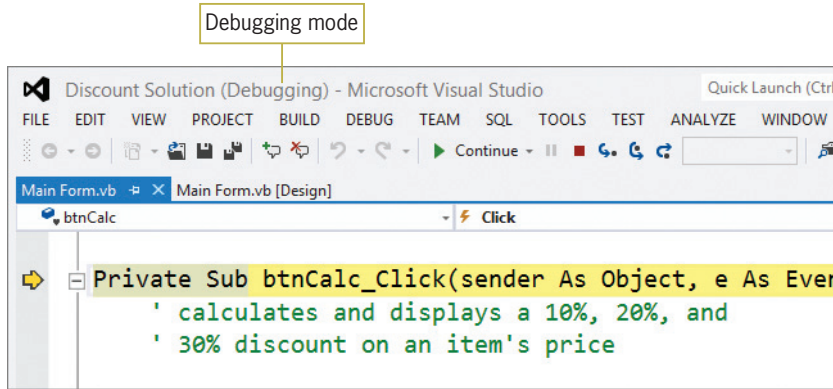 Debugging mode
Discount Solution (Debugging) - Microsoft Visual Studio
Quick Launch (Ctrl
FILE EDIT VIEW PROJECT BUILD DEBUG TEAM SQL TOOLS TEST ANALYZE WINDOW
Continue
Main Form.vb Main Form.vb [Design]
btnCalc Click
Private Sub btnCalc_Click(sender As Object, e As Even
' calculates and displays a 10%, 20%, and
' 30% discount on an item's price